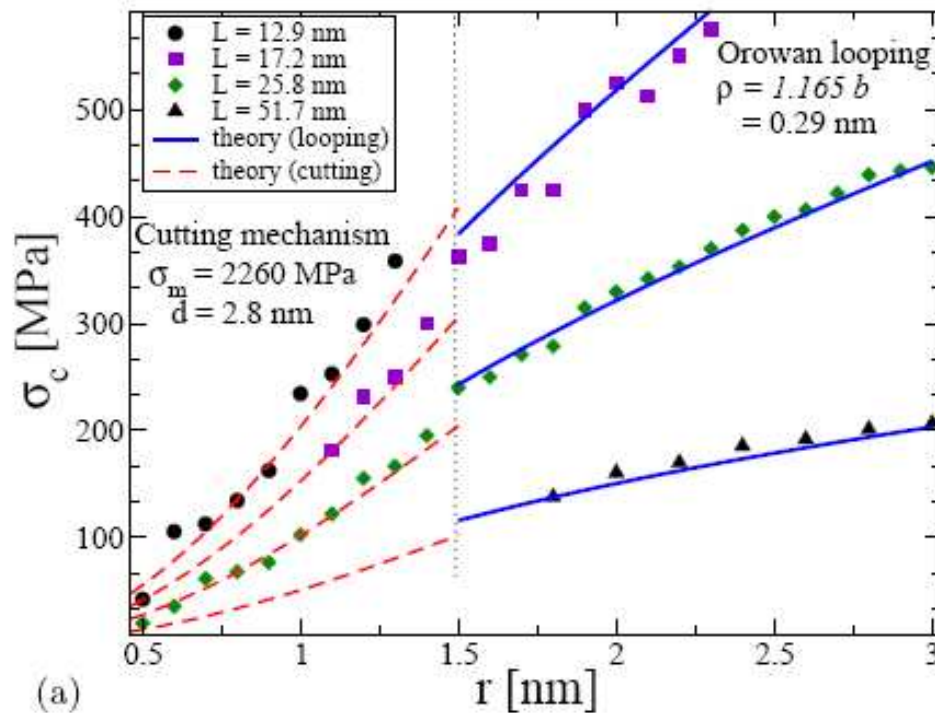 L = 12.9 nm
L = 17.2 nm
L = 25.8 nm
L = 51.7 nm
theory (looping)
theory (cutting)
Orowan looping
ρ = 1.165 b
= 0.29 nm
Cutting mechanism
σm = 2260 MPa
d = 2.8 nm
σc [MPa]
500
400
300
200
100
0.5 1 1.5 2 2.5 3
(a) r [nm]